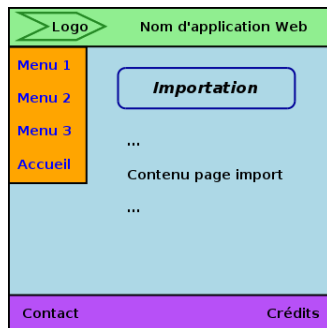 Logo
Nom d'application Web
Menu 1
Menu 2
Menu 3
Accueil
Importation
...
Contenu page import
...
Contact
Crédits